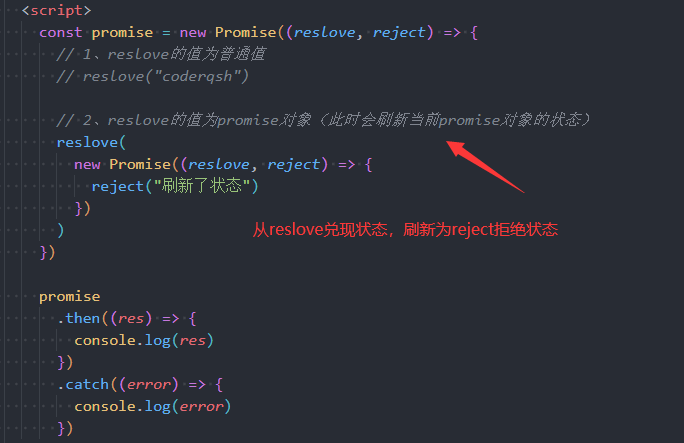 <script>
const promise = new Promise((reslove, reject) => {
// 1、reslove的值为普通值
// reslove("coderqsh")
// 2、reslove的值为promise对象（此时会刷新当前promise对象的状态）
reslove(
new Promise((reslove, reject) => {
reject("刷新了状态")
})
)
从reslove兑现状态，刷新为reject拒绝状态
})
promise
.then((res) => {
console.log(res)
})
.catch((error) => {
console.log(error)
})